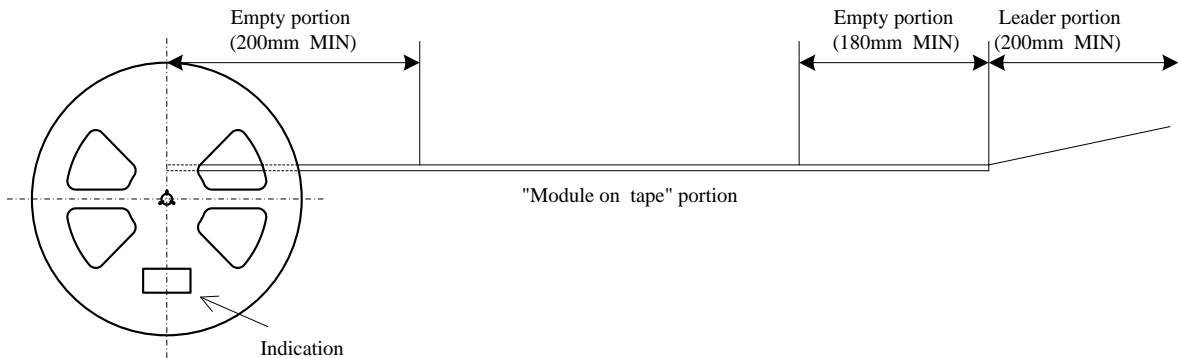 Empty portion
(200mm MIN)
Empty portion
(180mm MIN)
Leader portion
(200mm MIN)
"Module on tape" portion
Indication